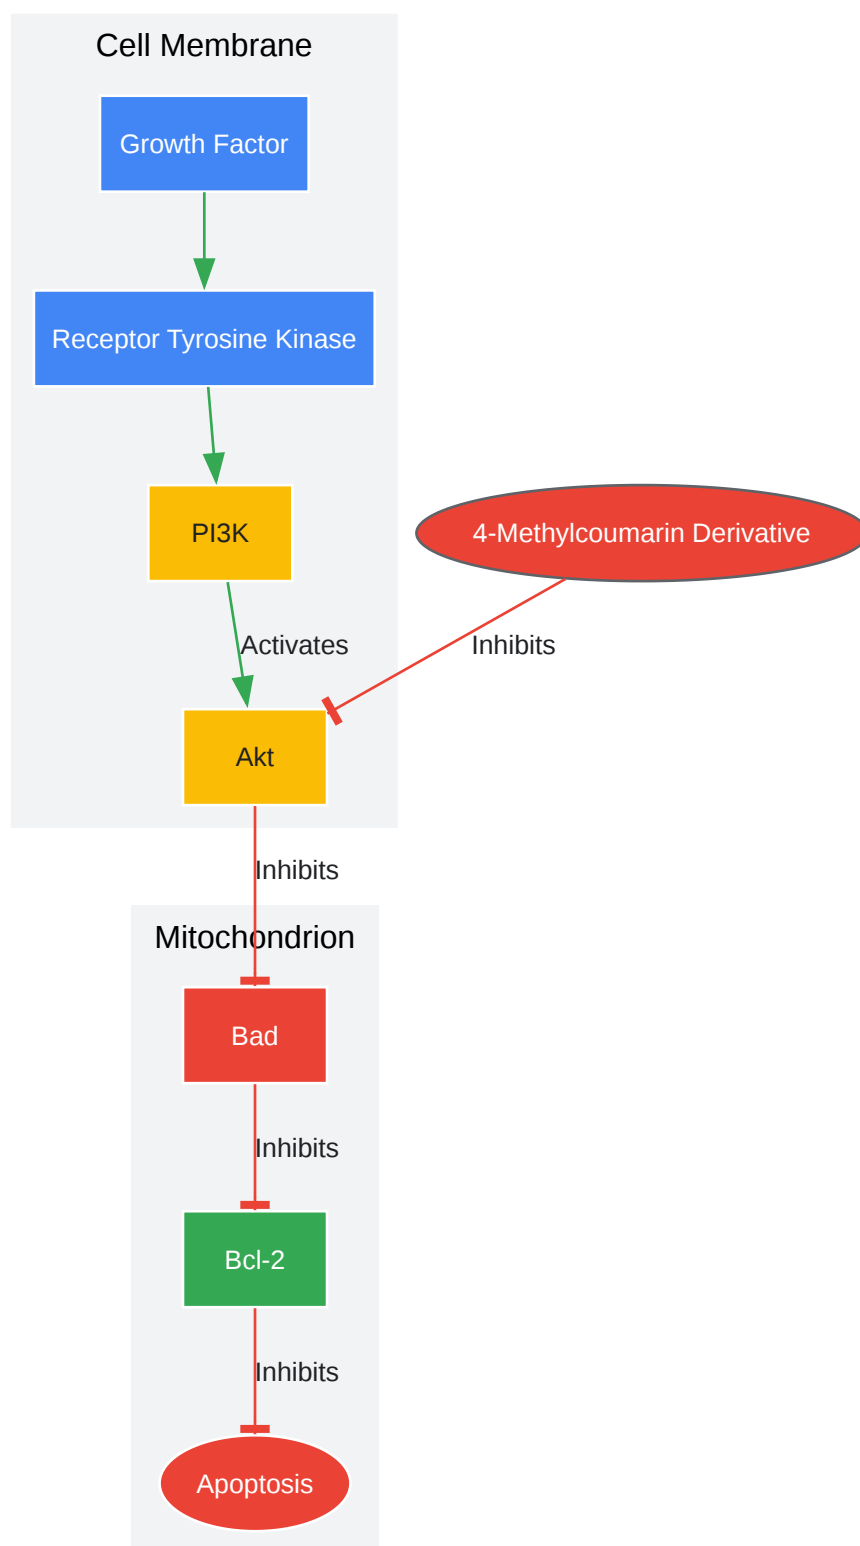 Cell Membrane
Growth Factor
Receptor Tyrosine Kinase
PI3K
4-Methylcoumarin Derivative
Activates
Inhibits
Akt
Inhibits
Mitochondrion
Bad
Inhibits
Bcl-2
Inhibits
Apoptosis